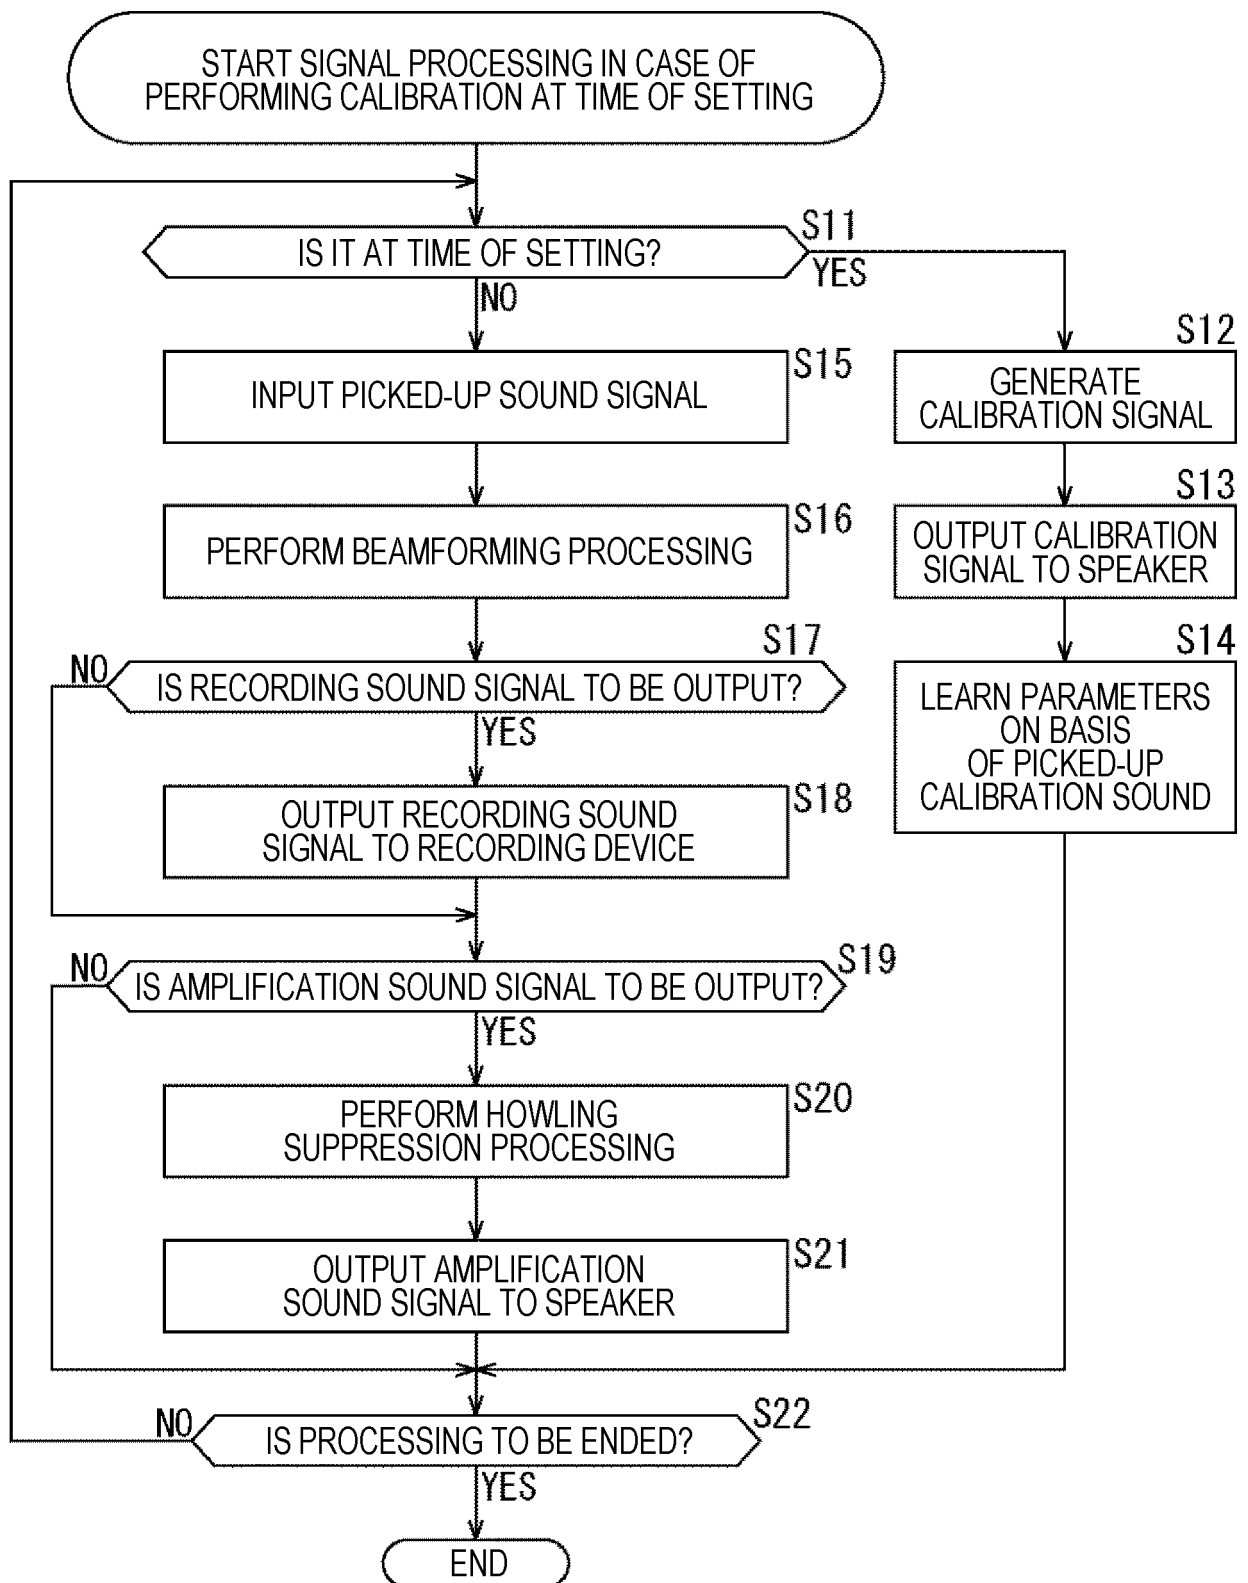 START SIGNAL PROCESSING IN CASE OF
PERFORMING CALIBRATION AT TIME OF SETTING
S11
IS IT AT TIME OF SETTING?
YES
NO
S12
GENERATE
CALIBRATION SIGNAL
S13
OUTPUT CALIBRATION
SIGNAL TO SPEAKER
S14
LEARN PARAMETERS
ON BASIS
OF PICKED-UP
CALIBRATION SOUND
S15
INPUT PICKED-UP SOUND SIGNAL
S16
PERFORM BEAMFORMING PROCESSING
S17
NO
IS RECORDING SOUND SIGNAL TO BE OUTPUT?
YES
S18
OUTPUT RECORDING SOUND
SIGNAL TO RECORDING DEVICE
S19
NO
IS AMPLIFICATION SOUND SIGNAL TO BE OUTPUT?
YES
S20
PERFORM HOWLING
SUPPRESSION PROCESSING
S21
OUTPUT AMPLIFICATION
SOUND SIGNAL TO SPEAKER
S22
NO
IS PROCESSING TO BE ENDED?
YES
END